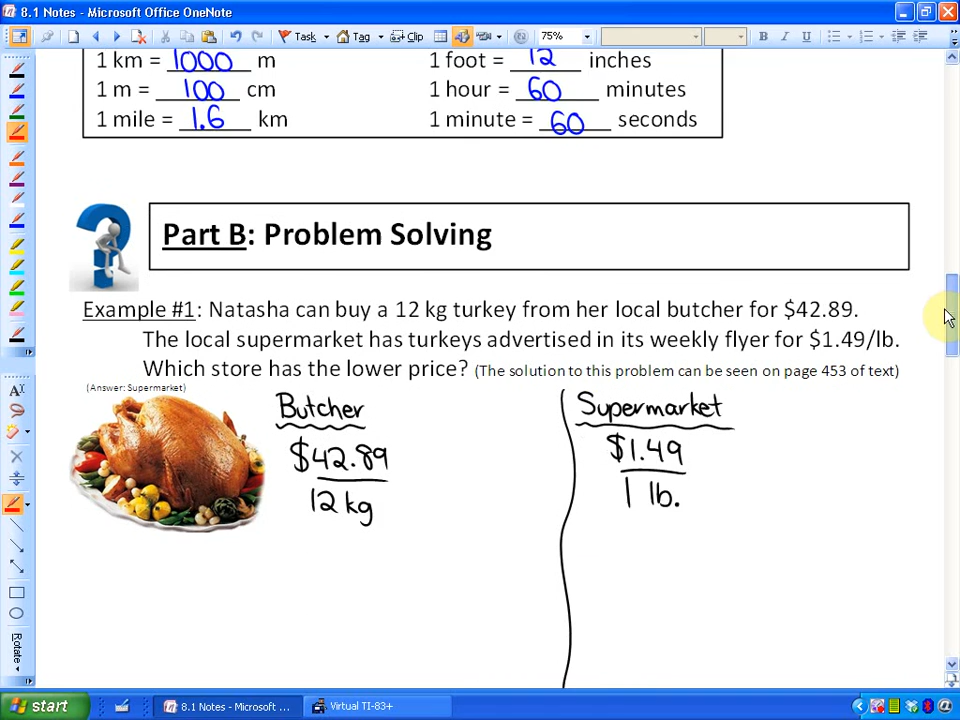 8.1 Notes - Microsoft Office OneNote
Task Tag Clip 75% B I U
1 km = 1000 m 1 foot = 12 inches
1 m = 100 cm 1 hour = 60 minutes
1 mile = 1.6 km 1 minute = 60 seconds
Part B: Problem Solving
Example #1: Natasha can buy a 12 kg turkey from her local butcher for $42.89.
The local supermarket has turkeys advertised in its weekly flyer for $1.49/lb.
Which store has the lower price? (The solution to this problem can be seen on page 453 of text)
(Answer: Supermarket)
Butcher
$42.89
12 kg
Supermarket
$1.49
1 lb.
Rotate
start 8.1 Notes - Microsoft ... Virtual TI-83+